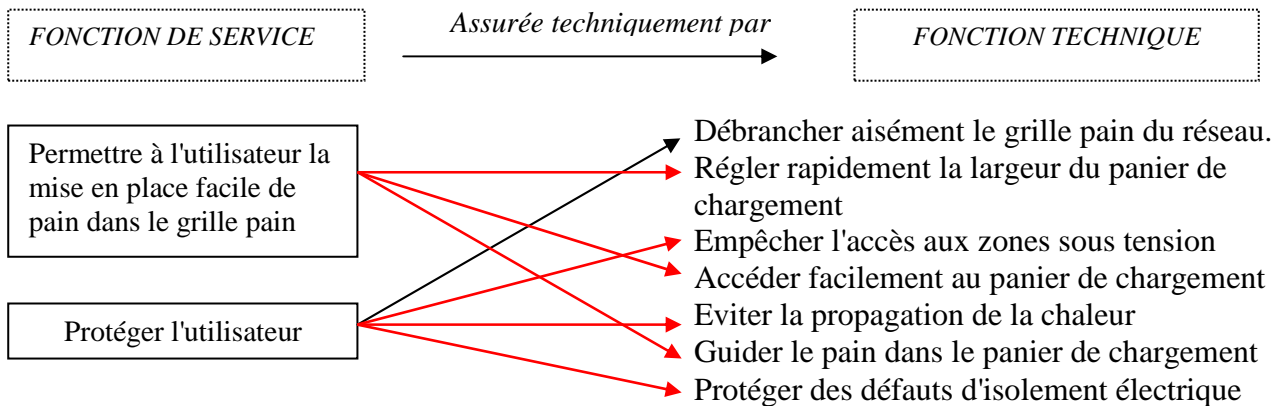 FONCTION DE SERVICE
Assurée techniquement par
FONCTION TECHNIQUE
Permettre à l'utilisateur la
mise en place facile de
pain dans le grille pain
Protéger l'utilisateur
Débrancher aisément le grille pain du réseau.
Régler rapidement la largeur du panier de
chargement
Empêcher l'accès aux zones sous tension
Accéder facilement au panier de chargement
Eviter la propagation de la chaleur
Guider le pain dans le panier de chargement
Protéger des défauts d'isolement électrique